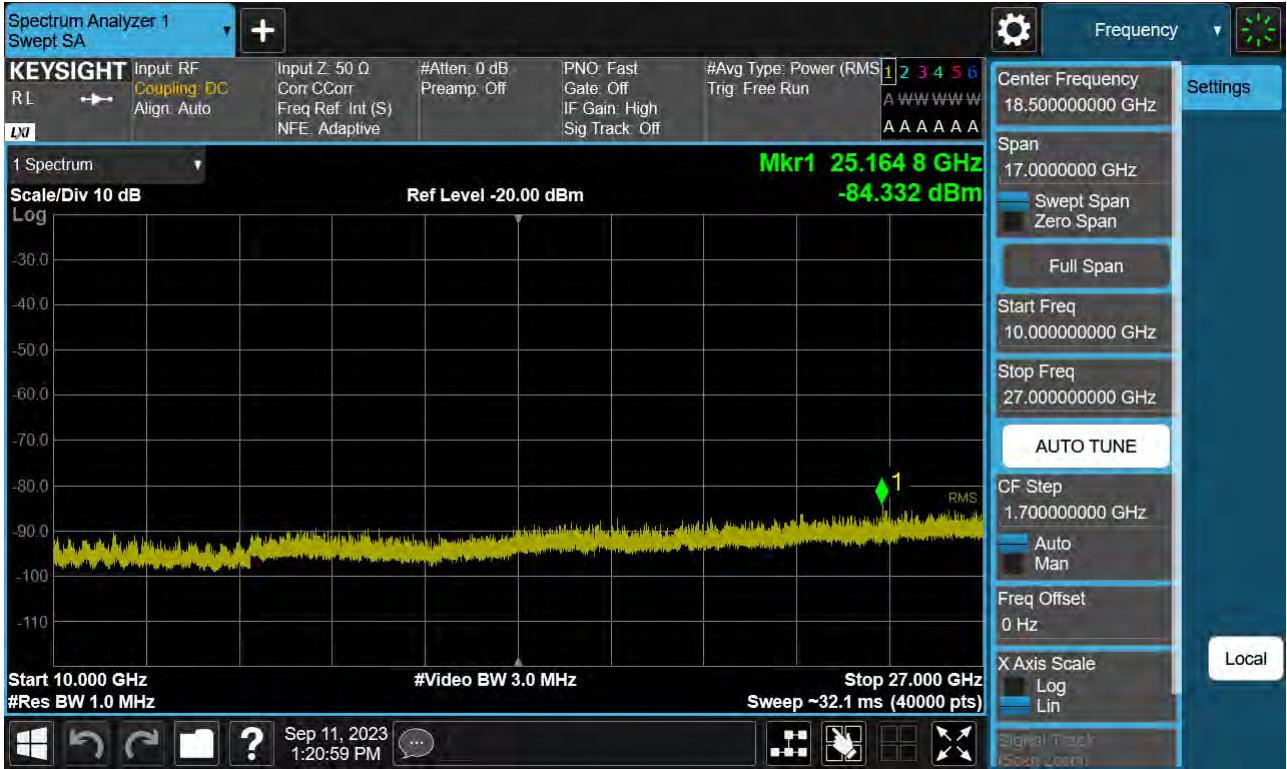 Spectrum Analyzer 1
Swept SA
+
Frequency
KEYSIGHT
R L
LXI
Input: RF
Coupling: DC
Align: Auto
Input Z: 50 Ω
Corr CCorr
Freq Ref: Int (S)
NFE: Adaptive
#Atten: 0 dB
Preamp: Off
PNO: Fast
Gate: Off
IF Gain: High
Sig Track: Off
#Avg Type: Power (RMS
Trig: Free Run
1 2 3 4 5 6
A W W W W W
A A A A A A
1 Spectrum
Scale/Div 10 dB
Ref Level -20.00 dBm
Mkr1 25.164 8 GHz
-84.332 dBm
Log
-30.0
-40.0
-50.0
-60.0
-70.0
-80.0
-90.0
-100
-110
1
RMS
Start 10.000 GHz
#Res BW 1.0 MHz
#Video BW 3.0 MHz
Stop 27.000 GHz
Sweep ~32.1 ms (40000 pts)
Center Frequency
18.500000000 GHz
Span
17.0000000 GHz
Swept Span
Zero Span
Full Span
Start Freq
10.000000000 GHz
Stop Freq
27.000000000 GHz
AUTO TUNE
CF Step
1.700000000 GHz
Auto
Man
Freq Offset
0 Hz
X Axis Scale
Log
Lin
Signal Track
(Span Zoom)
Settings
Local
?
Sep 11, 2023
1:20:59 PM